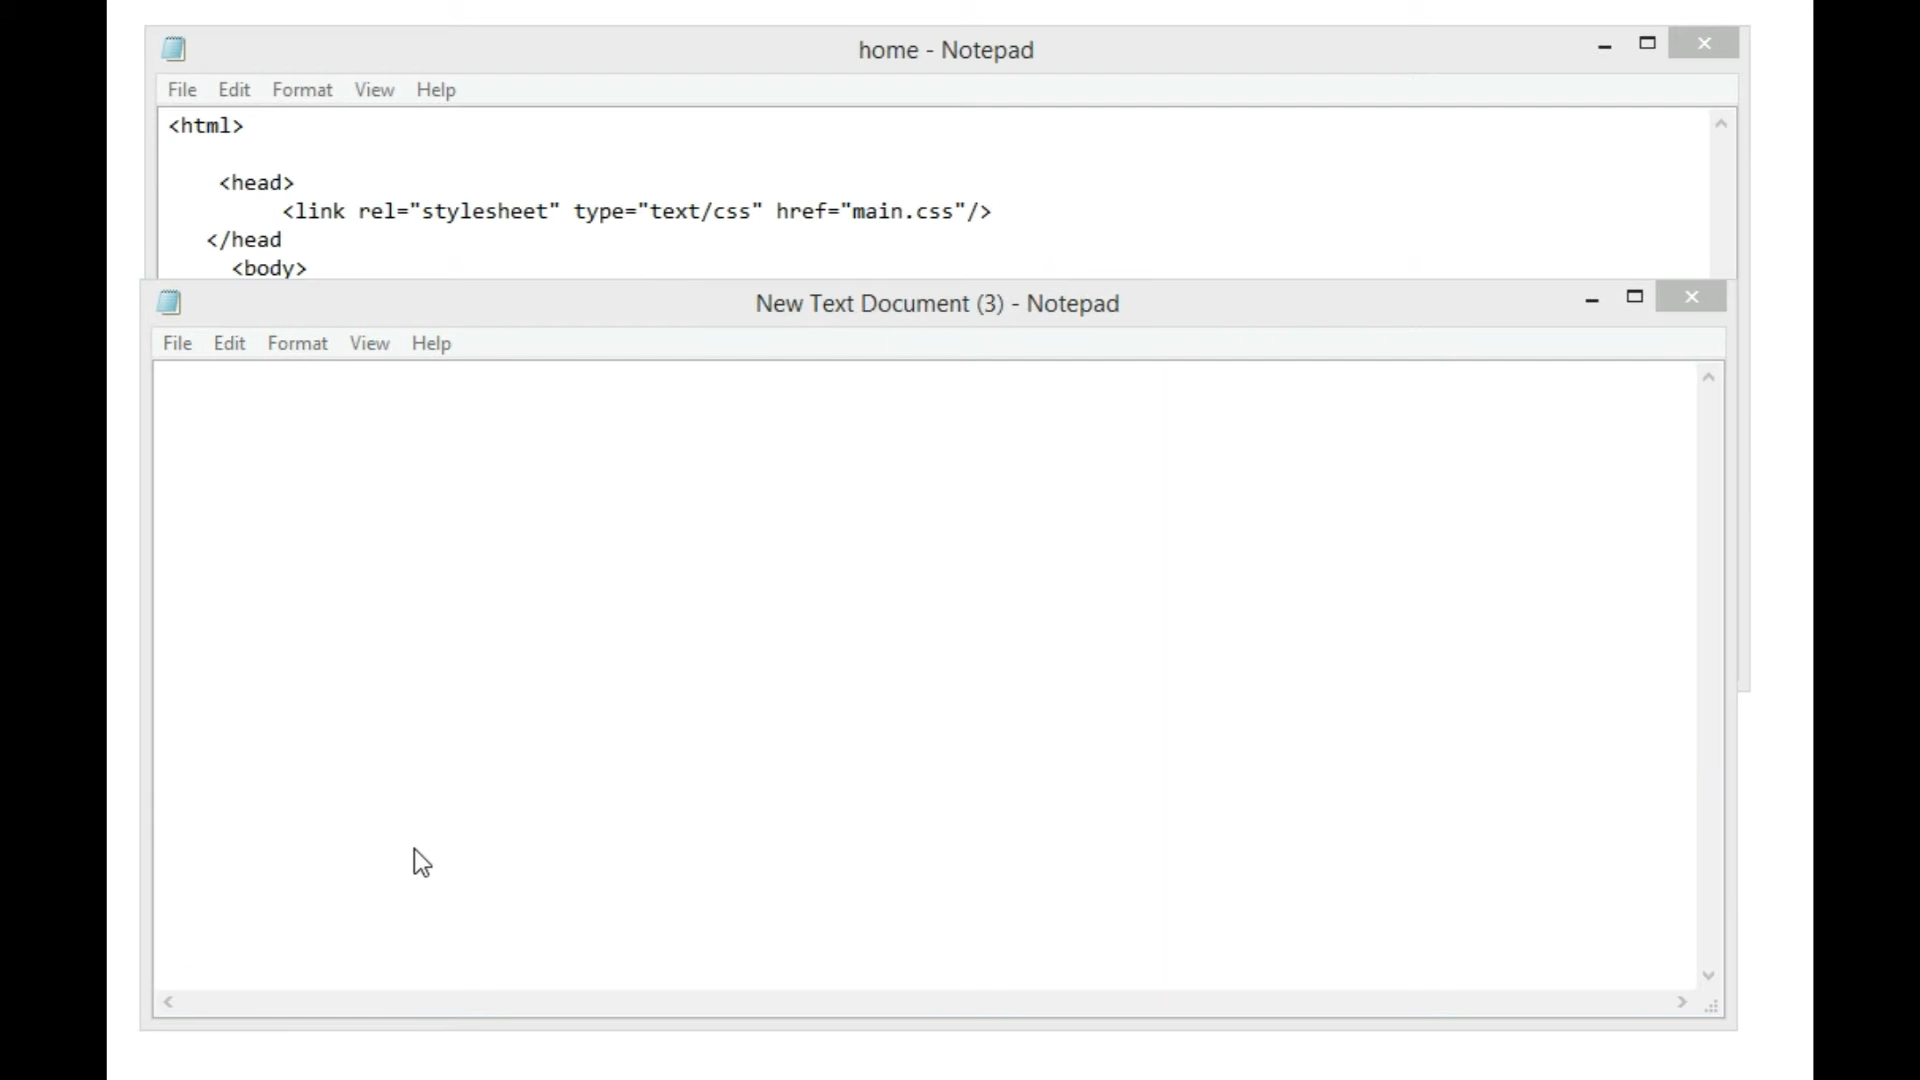 home - Notepad
File Edit Format View Help
<html>
<head>
<link rel="stylesheet" type="text/css" href="main.css"/>
</head
<body>
New Text Document (3) - Notepad
File Edit Format View Help